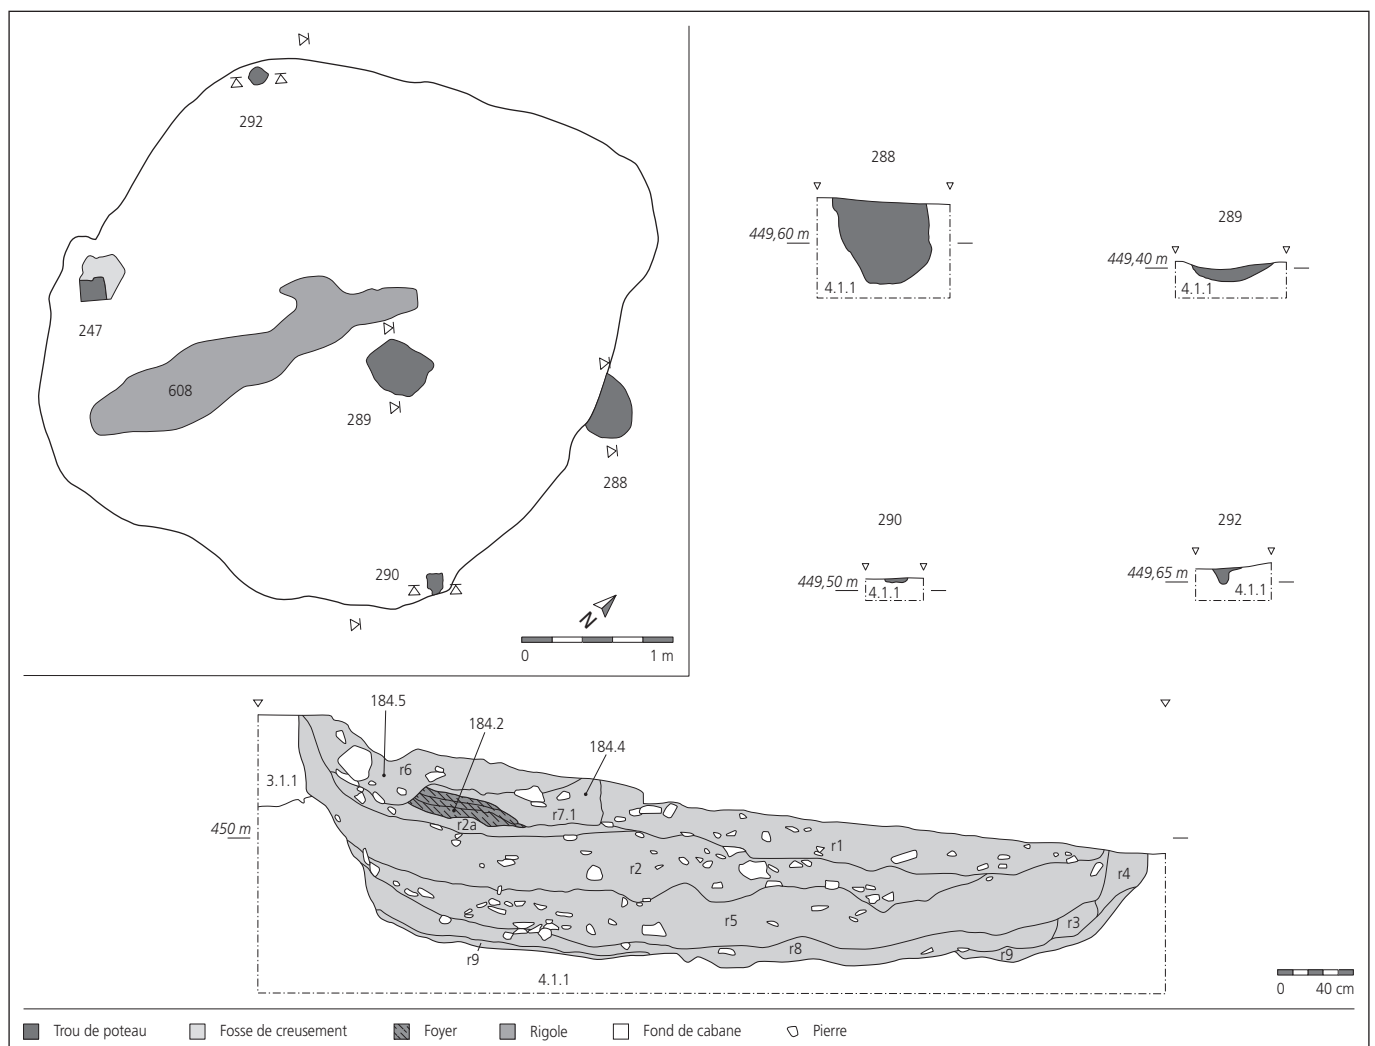 292
247
608
289
288
290
N
0 1 m
288
449,60 m
4.1.1
289
449,40 m
4.1.1
290
449,50 m
4.1.1
292
449,65 m
4.1.1
184.5
184.2
184.4
3.1.1
r6
r7.1
r2a
450 m
r1
r2
r4
r5
r3
r8
r9
r9
4.1.1
0 40 cm
Trou de poteau Fosse de creusement Foyer Rigole Fond de cabane Pierre